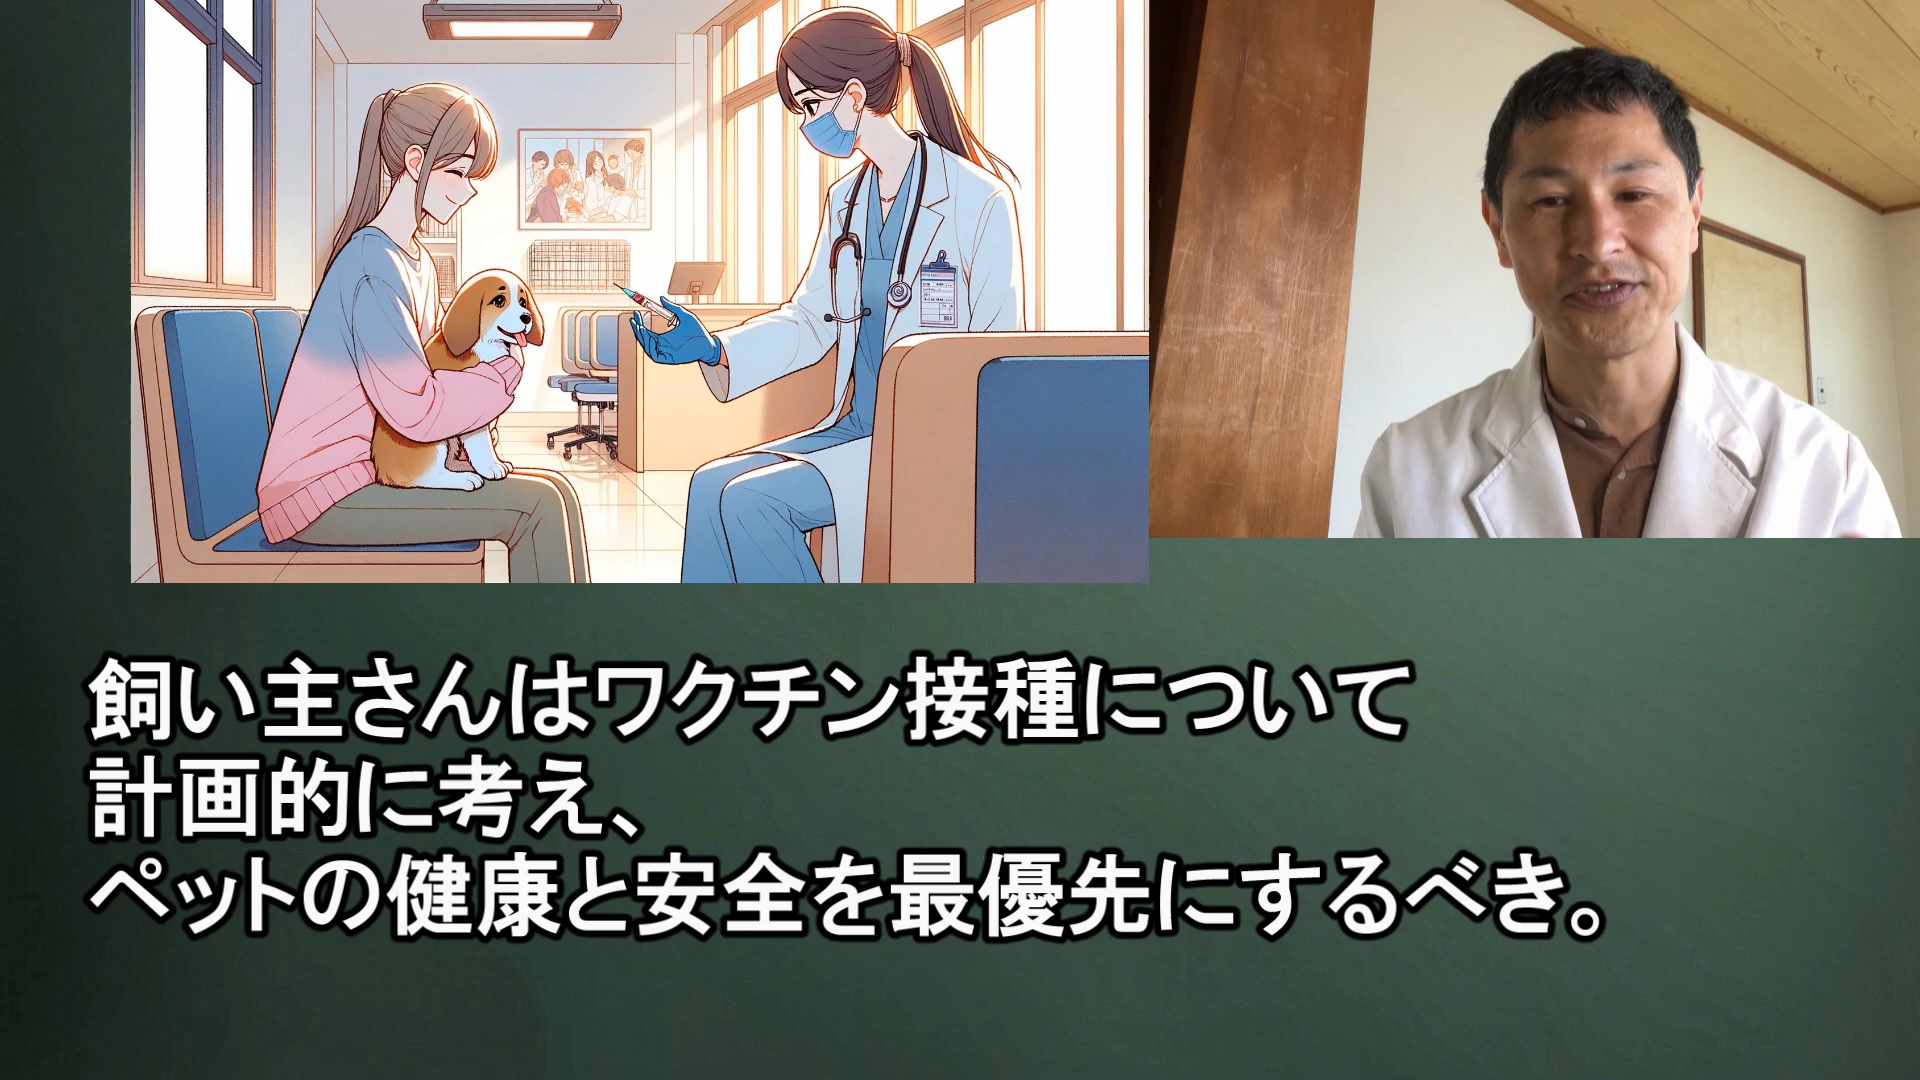 飼い主さんはワクチン接種について
計画的に考え、
ペットの健康と安全を最優先にするべき。